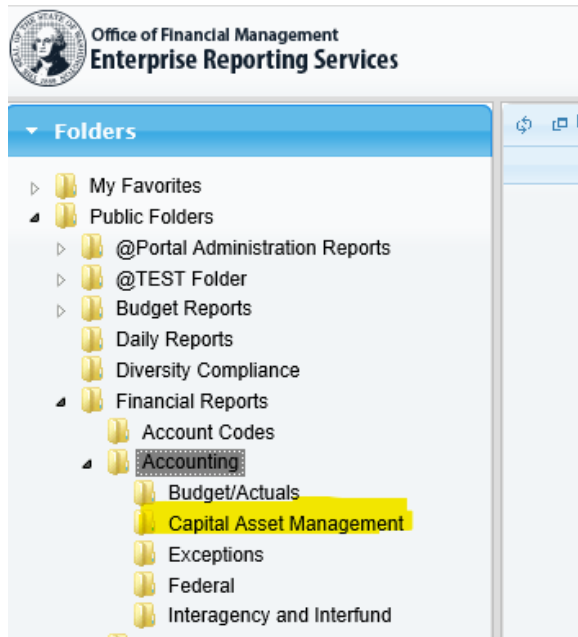 Office of Financial Management
Enterprise Reporting Services
Folders
My Favorites
Public Folders
@Portal Administration Reports
@TEST Folder
Budget Reports
Daily Reports
Diversity Compliance
Financial Reports
Account Codes
Accounting
Budget/Actuals
Capital Asset Management
Exceptions
Federal
Interagency and Interfund